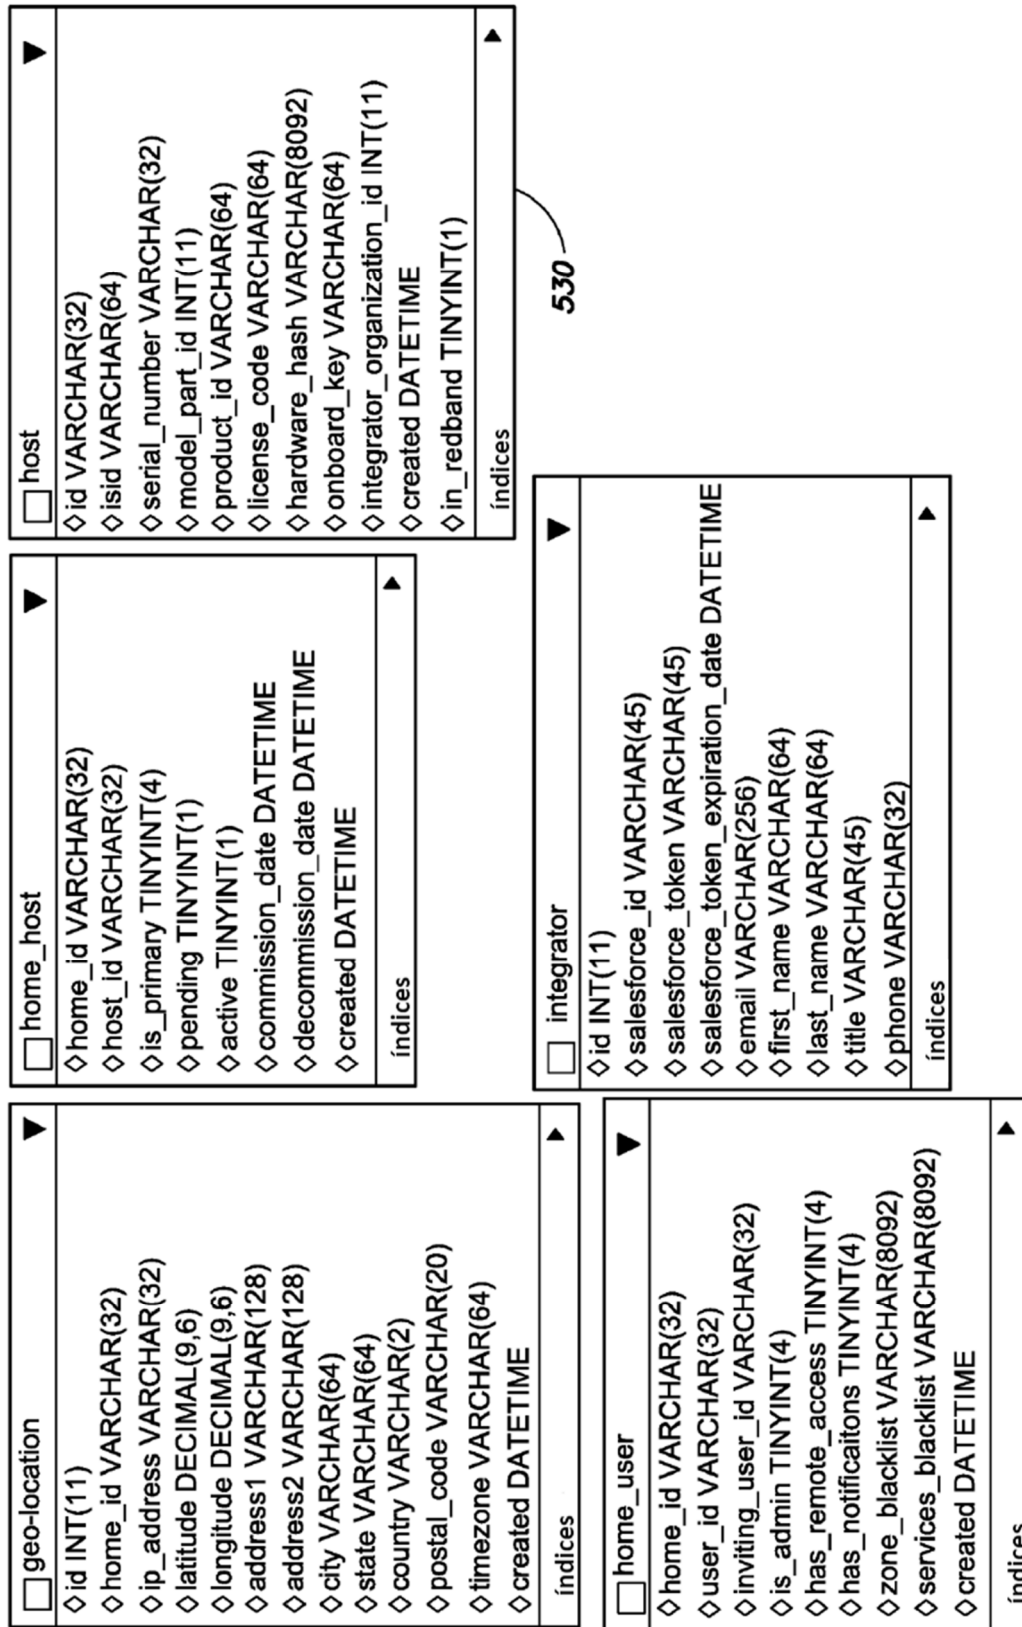 geo-location
id INT(11)
home_id VARCHAR(32)
ip_address VARCHAR(32)
latitude DECIMAL(9,6)
longitude DECIMAL(9,6)
address1 VARCHAR(128)
address2 VARCHAR(128)
city VARCHAR(64)
state VARCHAR(64)
country VARCHAR(2)
postal_code VARCHAR(20)
timezone VARCHAR(64)
created DATETIME
índices
home_host
home_id VARCHAR(32)
host_id VARCHAR(32)
is_primary TINYINT(4)
pending TINYINT(1)
active TINYINT(1)
commission_date DATETIME
decommission_date DATETIME
created DATETIME
índices
host
id VARCHAR(32)
isid VARCHAR(64)
serial_number VARCHAR(32)
model_part_id INT(11)
product_id VARCHAR(64)
license_code VARCHAR(64)
hardware_hash VARCHAR(8092)
onboard_key VARCHAR(64)
integrator_organization_id INT(11)
created DATETIME
in_redband TINYINT(1)
índices
530
home_user
home_id VARCHAR(32)
user_id VARCHAR(32)
inviting_user_id VARCHAR(32)
is_admin TINYINT(4)
has_remote_access TINYINT(4)
has_notificaitons TINYINT(4)
zone_blacklist VARCHAR(8092)
services_blacklist VARCHAR(8092)
created DATETIME
índices
integrator
id INT(11)
salesforce_id VARCHAR(45)
salesforce_token VARCHAR(45)
salesforce_token_expiration_date DATETIME
email VARCHAR(256)
first_name VARCHAR(64)
last_name VARCHAR(64)
title VARCHAR(45)
phone VARCHAR(32)
índices